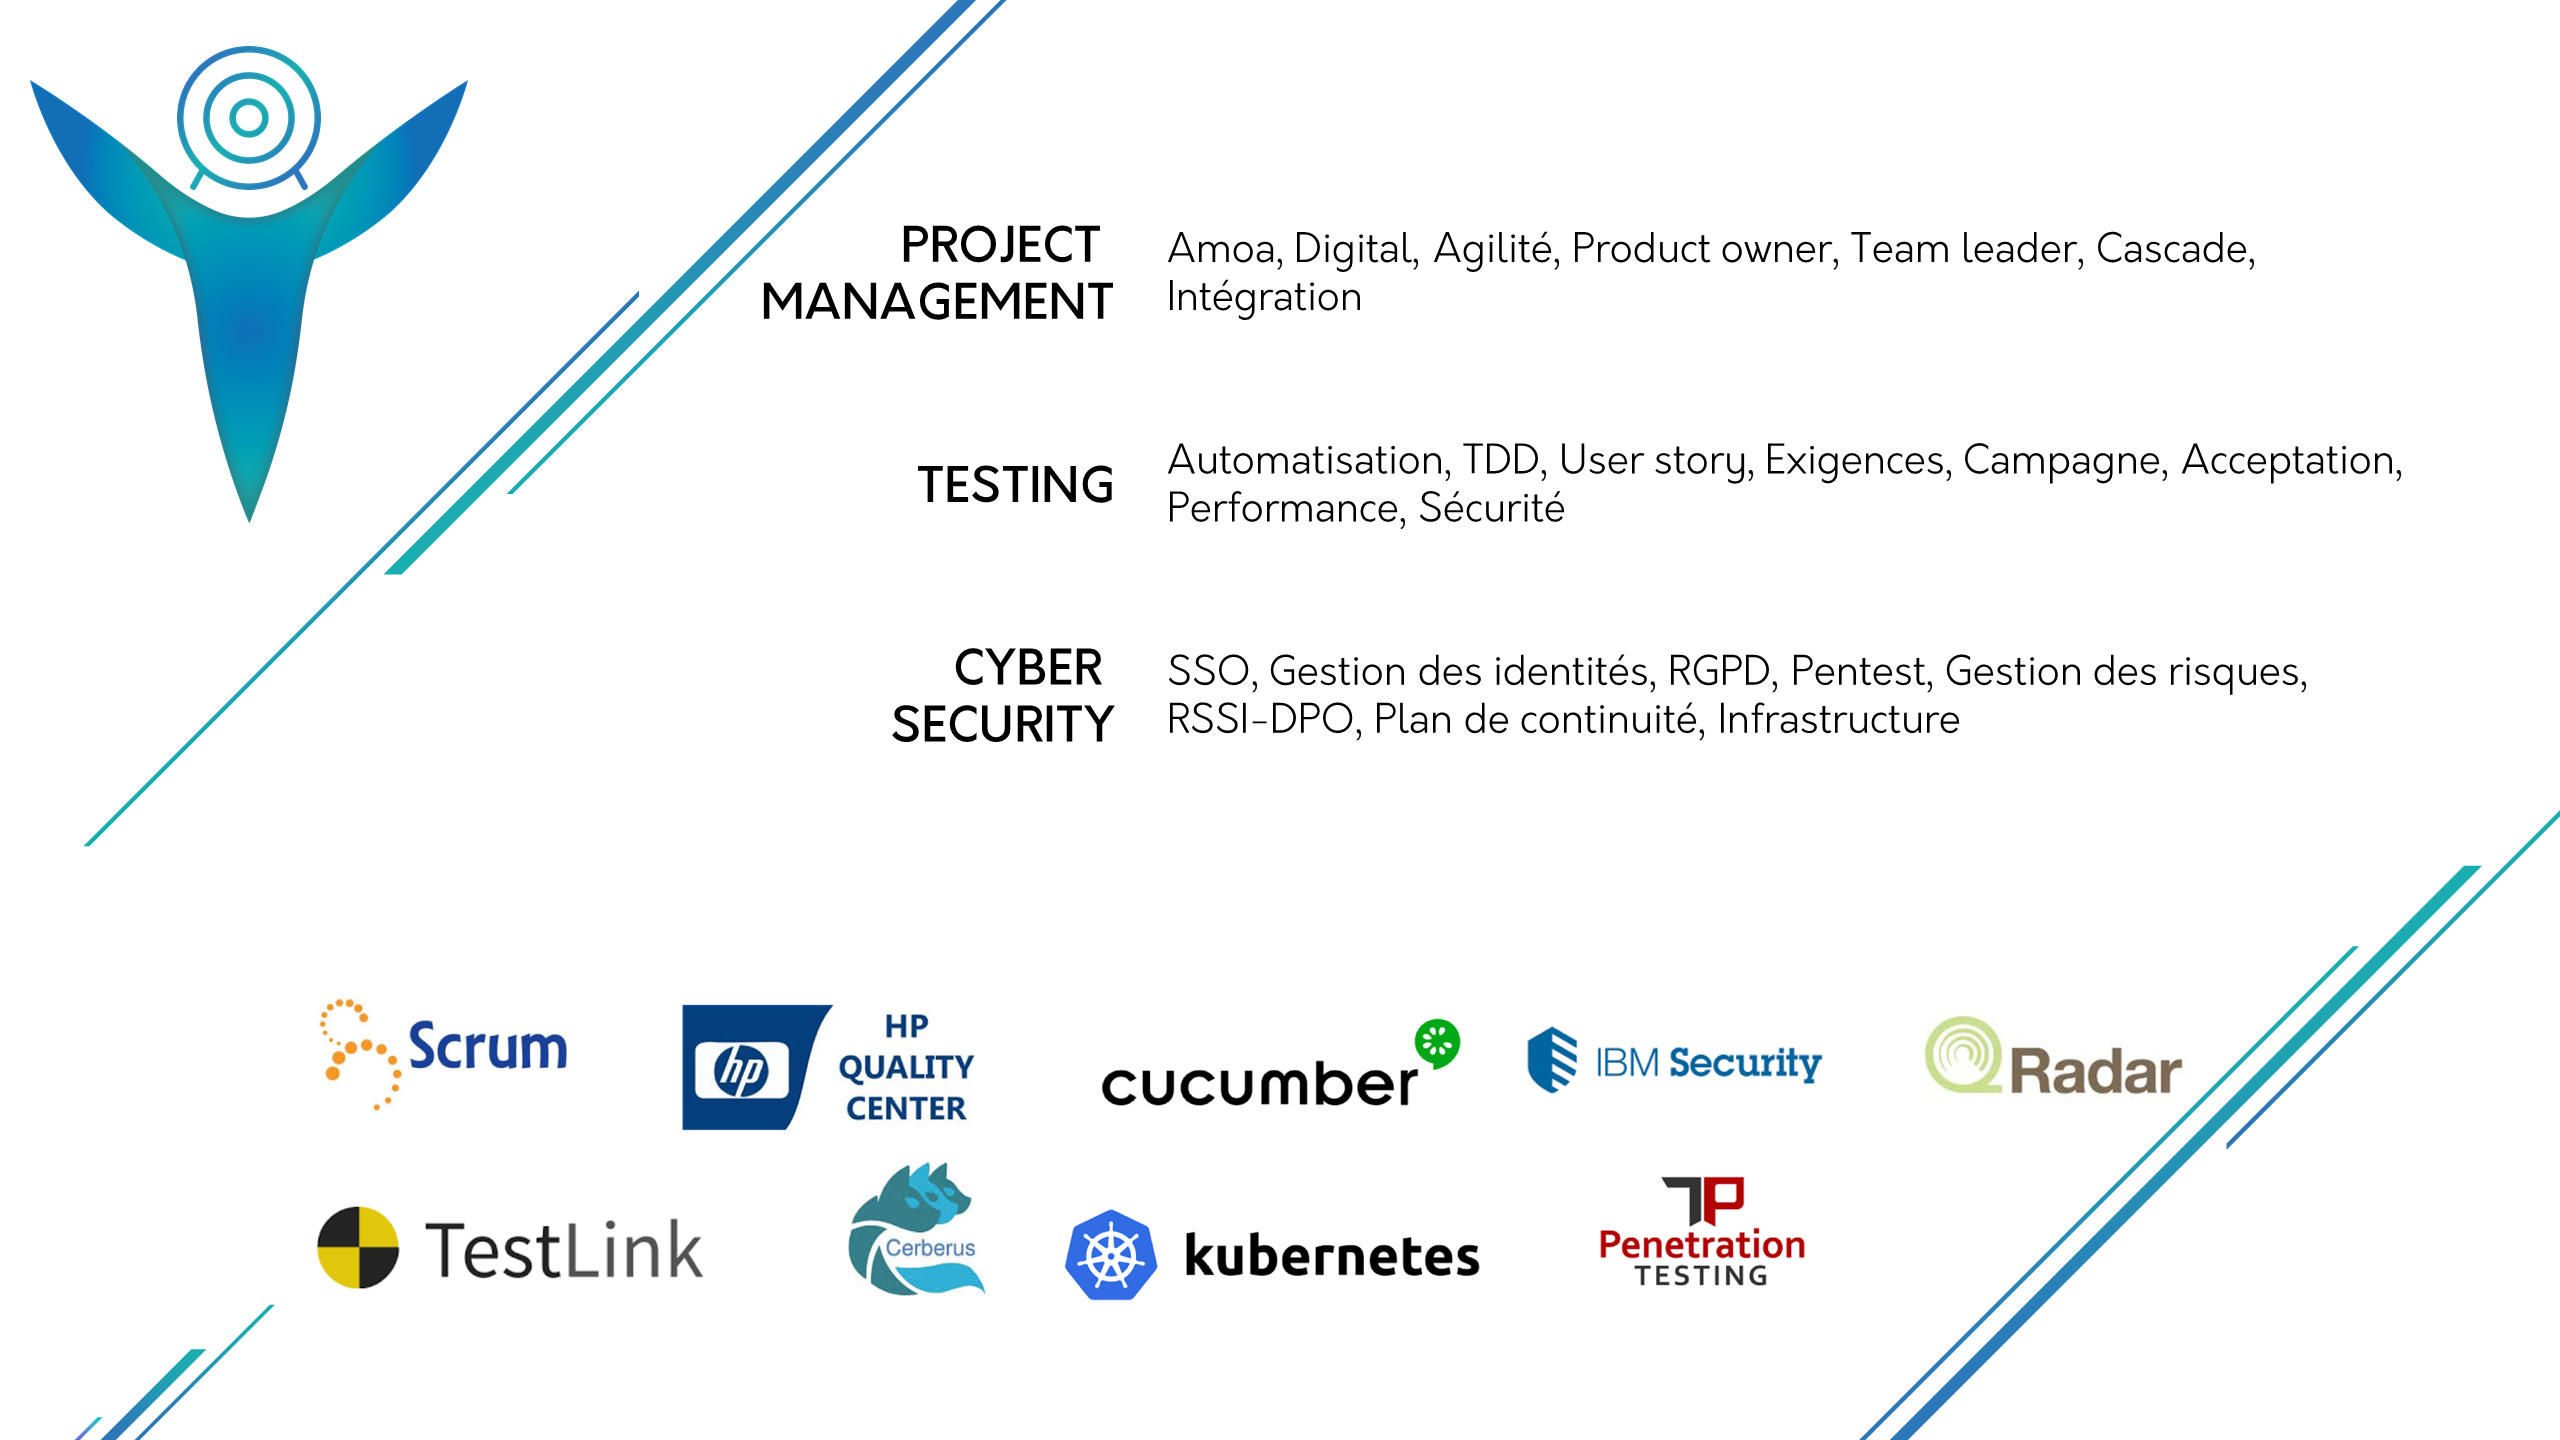 PROJECT
MANAGEMENT
Amoa, Digital, Agilité, Product owner, Team leader, Cascade,
Intégration
TESTING
Automatisation, TDD, User story, Exigences, Campagne, Acceptation,
Performance, Sécurité
CYBER
SECURITY
SSO, Gestion des identités, RGPD, Pentest, Gestion des risques,
RSSI-DPO, Plan de continuité, Infrastructure
Scrum
hp
HP
QUALITY
CENTER
cucumber
IBM Security
QRadar
TestLink
Cerberus
kubernetes
TP
Penetration
TESTING